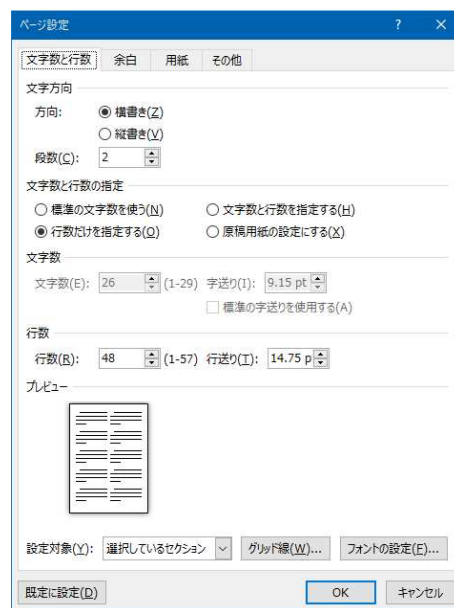 ページ設定 ? ×
文字数と行数 余白 用紙 その他
文字方向
方向: 横書き(Z)
縦書き(V)
段数(C): 2
文字数と行数の指定
標準の文字数を使う(N) 文字数と行数を指定する(H)
行数だけを指定する(O) 原稿用紙の設定にする(X)
文字数
文字数(E): 26 (1-29) 字送り(I): 9.15 pt
標準の字送りを使用する(A)
行数
行数(R): 48 (1-57) 行送り(T): 14.75 p
プレビュー
設定対象(Y): 選択しているセクション グリッド線(W)... フォントの設定(F)...
既定に設定(D) OK キャンセル